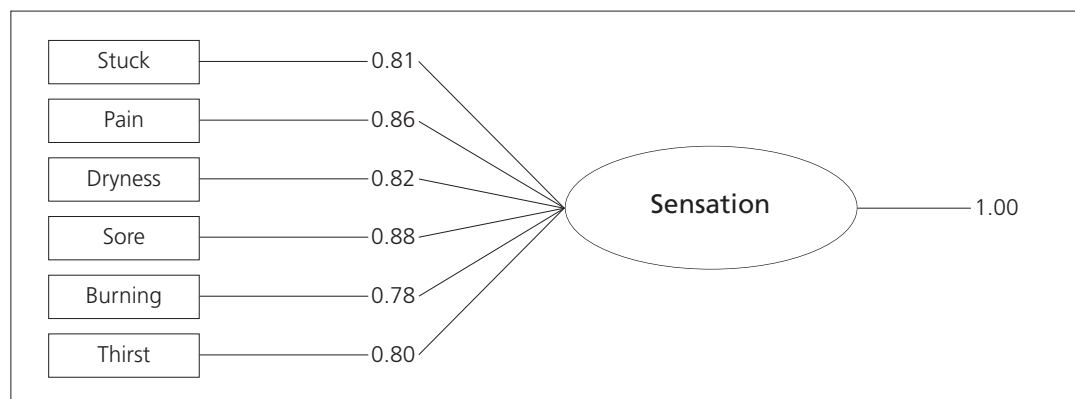 Stuck 0.81
Pain 0.86
Dryness 0.82
Sensation 1.00
Sore 0.88
Burning 0.78
Thirst 0.80